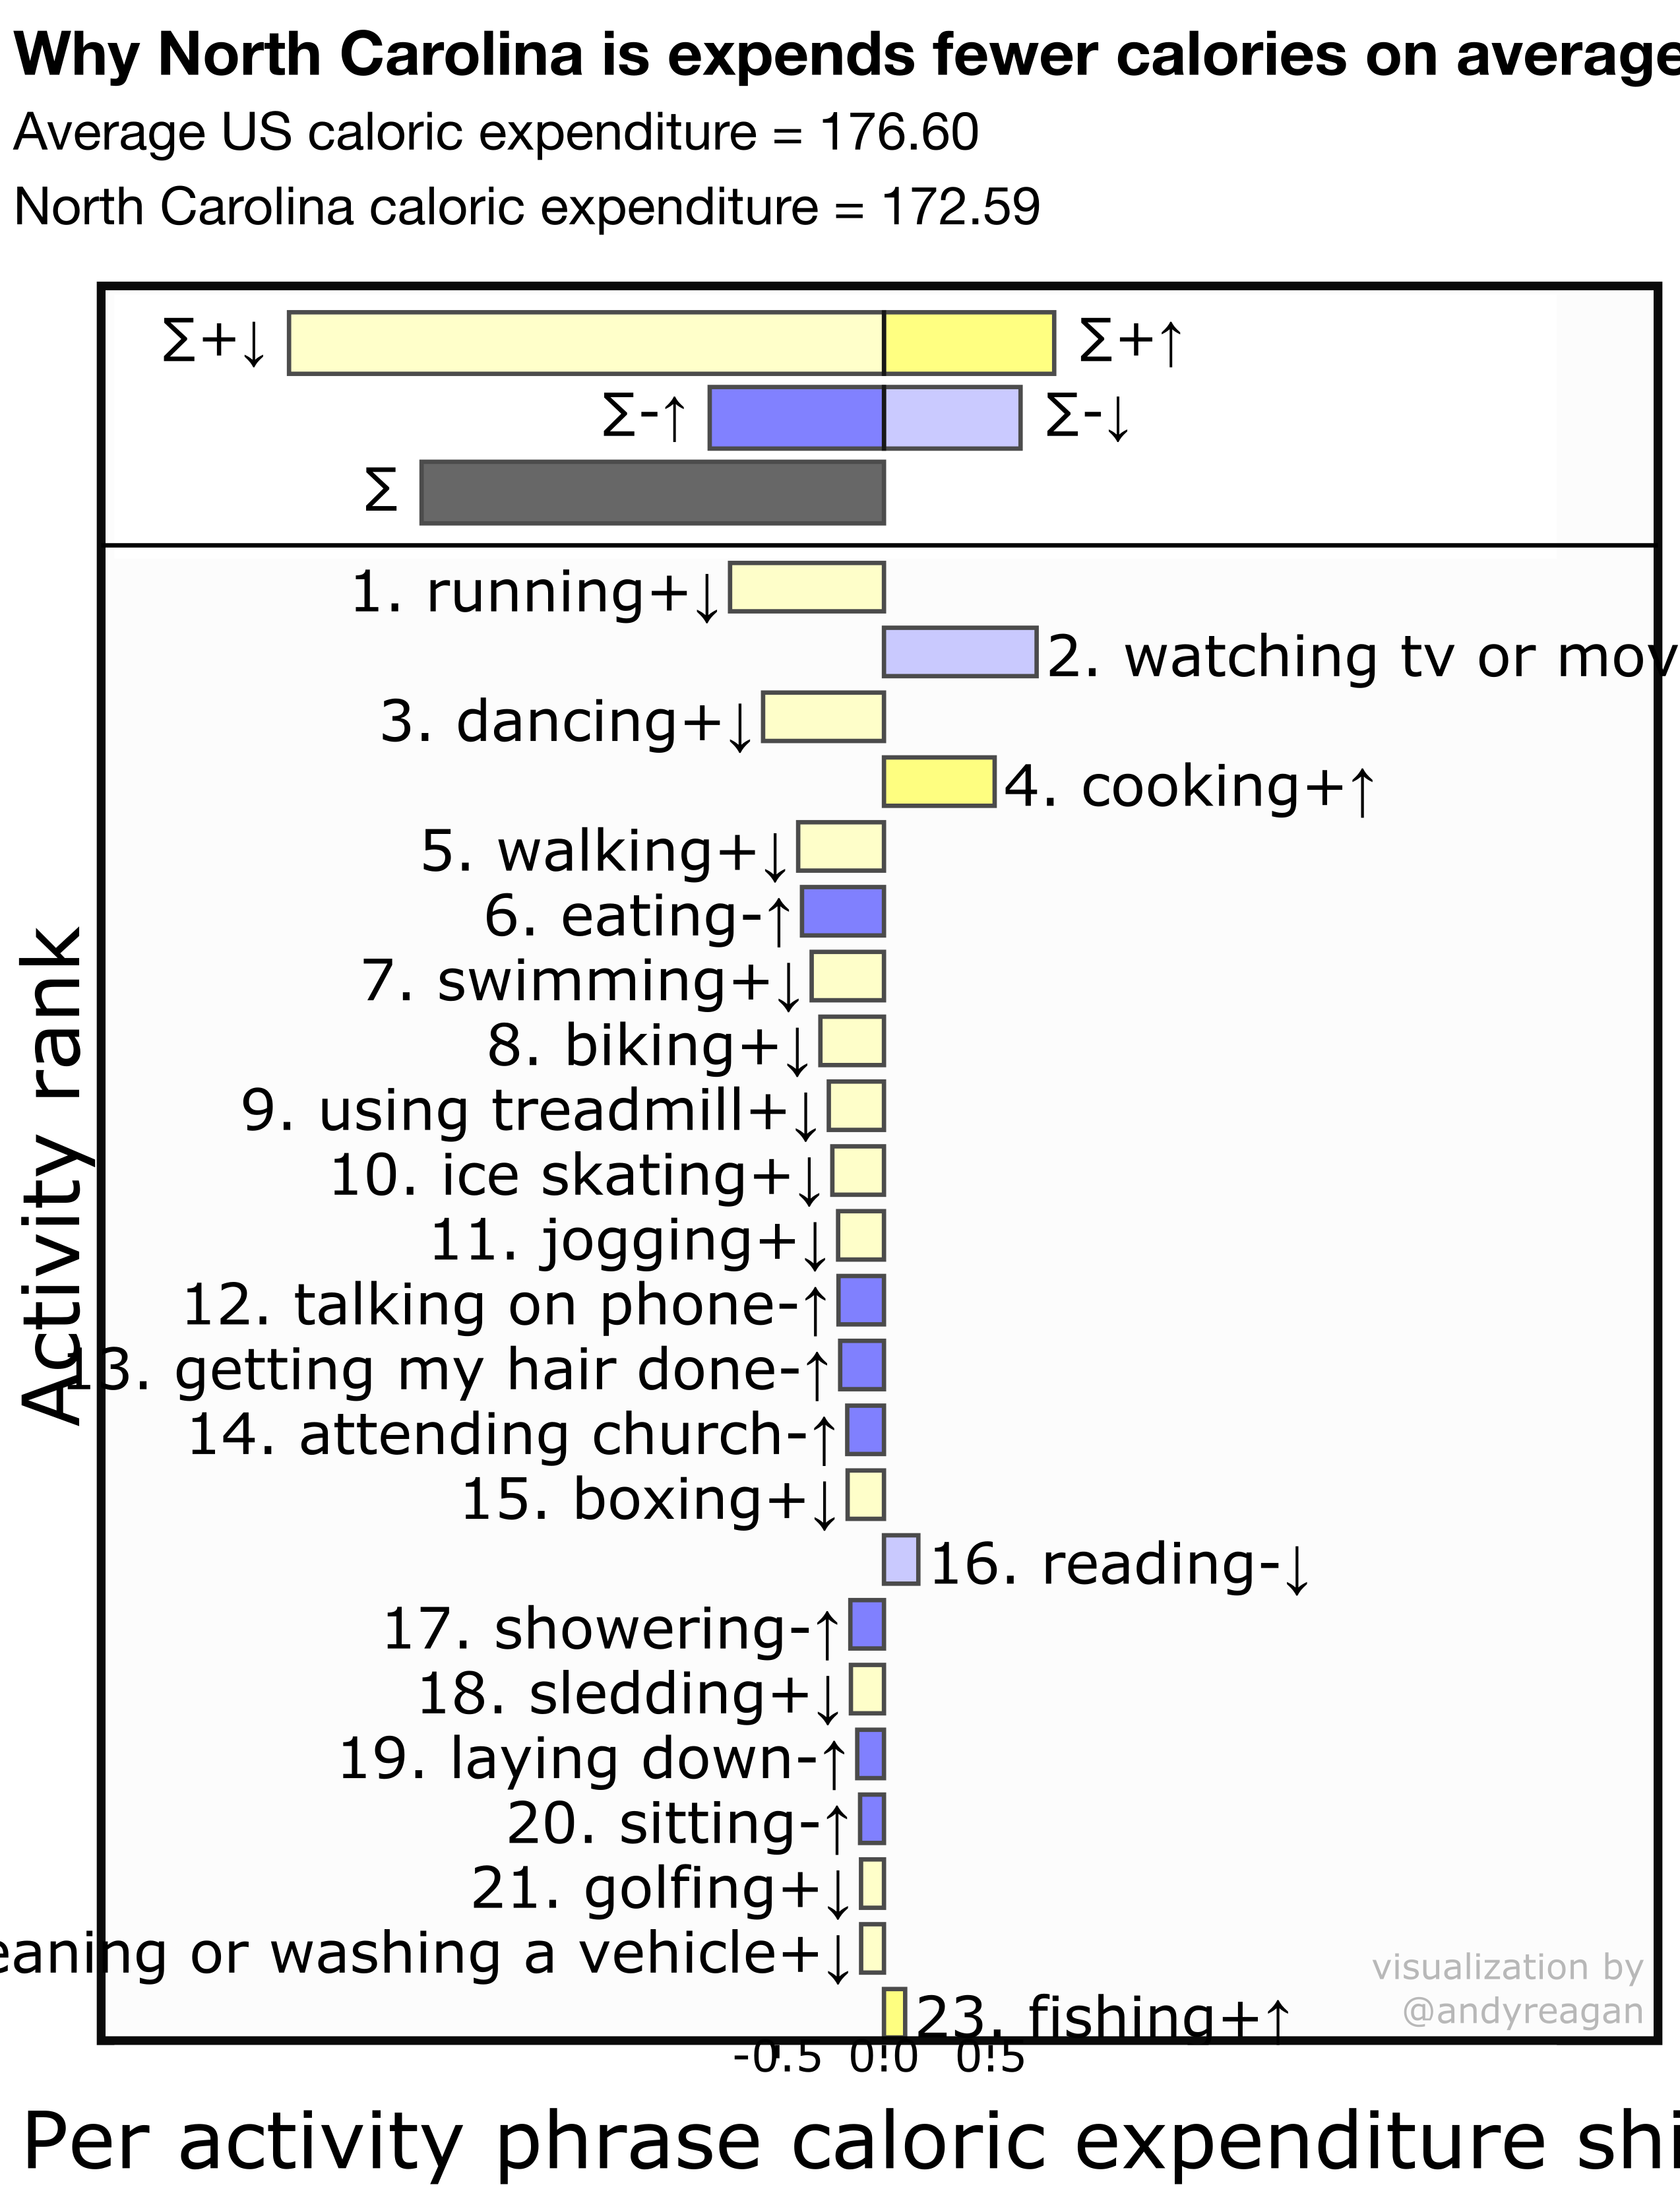 Why North Carolina is expends fewer calories on average
Average US caloric expenditure = 176.60
North Carolina caloric expenditure = 172.59
∑+↓
∑+↑
∑-↑
∑-↓
∑
Activity rank
1. running+↓
2. watching tv or mov
3. dancing+↓
4. cooking+↑
5. walking+↓
6. eating-↑
7. swimming+↓
8. biking+↓
9. using treadmill+↓
10. ice skating+↓
11. jogging+↓
12. talking on phone-↑
13. getting my hair done-↑
14. attending church-↑
15. boxing+↓
16. reading-↓
17. showering-↑
18. sledding+↓
19. laying down-↑
20. sitting-↑
21. golfing+↓
eaning or washing a vehicle+↓
23. fishing+↑
visualization by
@andyreagan
-0.5 0.0 0.5
Per activity phrase caloric expenditure shi